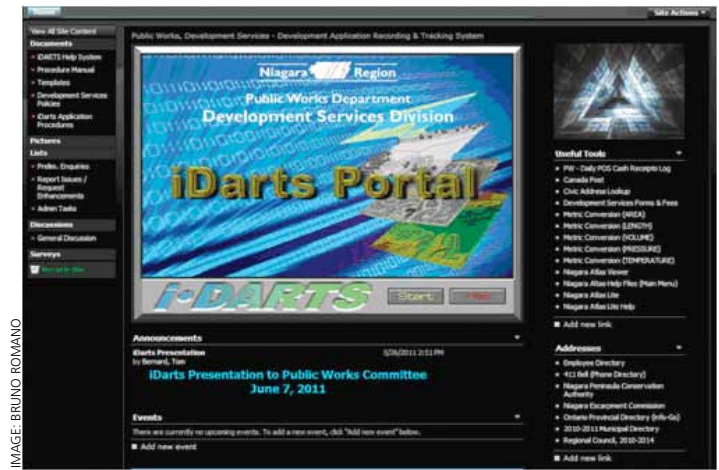 Home
Site Actions
View All Site Content
Documents
iDARTS Help System
Procedure Manual
Templates
Development Services
Policies
iDarts Application
Procedures
Pictures
Lists
Prelim. Enquiries
Report Issues /
Request
Enhancements
Admin Tasks
Discussions
General Discussion
Surveys
Recycle Bin
Public Works, Development Services - Development Application Recording & Tracking System
Niagara Region
Public Works Department
Development Services Division
iDarts Portal
i•DARTS
Start
Announcements
iDarts Presentation
5/26/2011 2:51 PM
by Bernard, Tom
iDarts Presentation to Public Works Committee
June 7, 2011
Events
There are currently no upcoming events. To add a new event, click "Add new event" below.
Add new event
Useful Tools
PW - Daily POS Cash Receipts Log
Canada Post
Civic Address Lookup
Development Services Forms & Fees
Metric Conversion (AREA)
Metric Conversion (LENGTH)
Metric Conversion (VOLUME)
Metric Conversion (PRESSURE)
Metric Conversion (TEMPERATURE)
Niagara Atlas Viewer
Niagara Atlas Help Files (Main Menu)
Niagara Atlas Lite
Niagara Atlas Lite Help
Add new link
Addresses
Employee Directory
411 Bell (Phone Directory)
Niagara Peninsula Conservation
Authority
Niagara Escarpment Commission
Ontario Provincial Directory (Info-Go)
2010-2011 Municipal Directory
Regional Council, 2010-2014
Add new link
IMAGE: BRUNO ROMANO